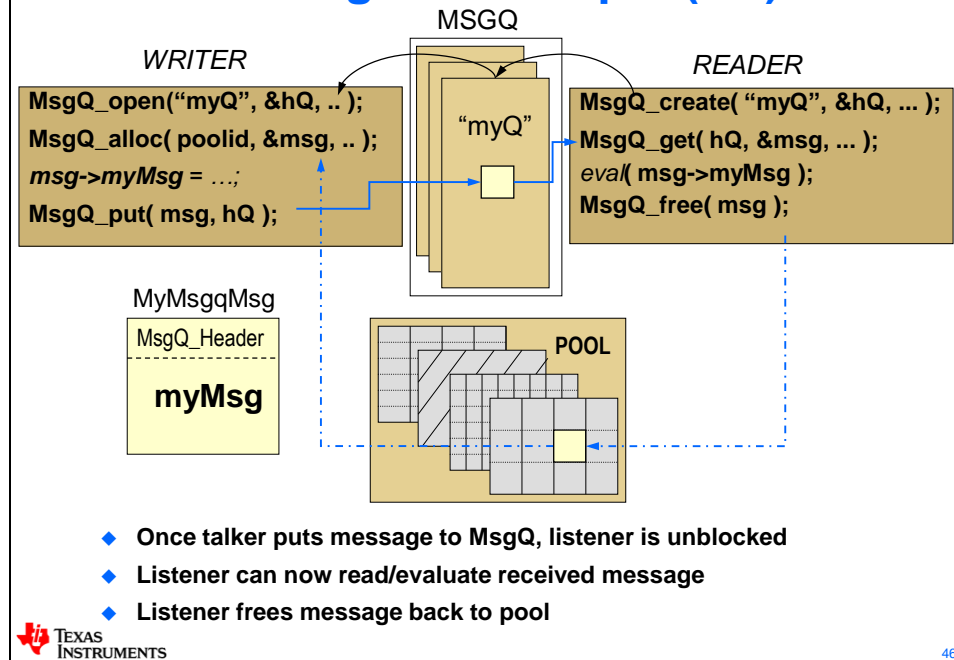 MSGQ
WRITER
READER
MsgQ_open(“myQ”, &hQ, .. );
MsgQ_alloc( poolid, &msg, .. );
msg->myMsg = …;
MsgQ_put( msg, hQ );
“myQ”
MsgQ_create( “myQ”, &hQ, ... );
MsgQ_get( hQ, &msg, ... );
eval( msg->myMsg );
MsgQ_free( msg );
MyMsgqMsg
MsgQ_Header
myMsg
POOL
Once talker puts message to MsgQ, listener is unblocked
Listener can now read/evaluate received message
Listener frees message back to pool
TEXAS
INSTRUMENTS
46